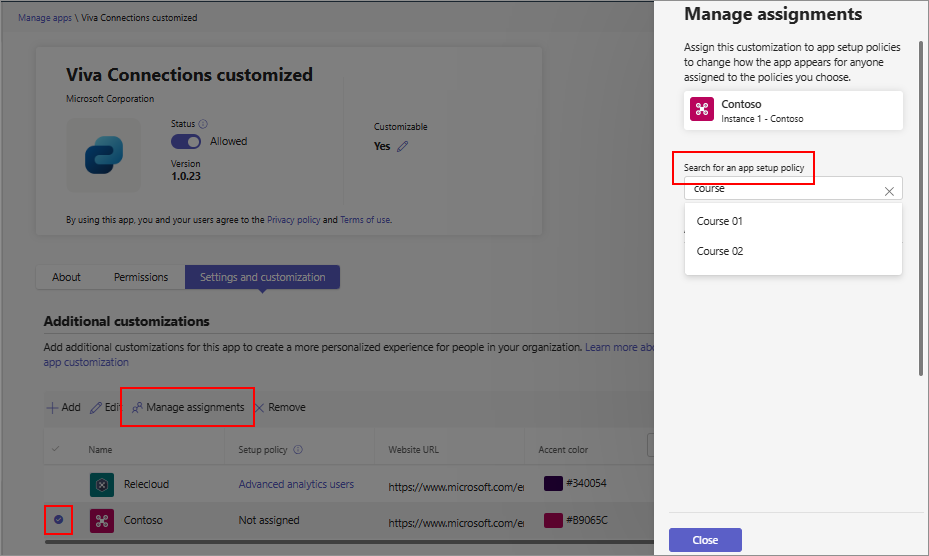 Manage apps \ Viva Connections customized
Viva Connections customized
Microsoft Corporation
Status
Allowed
Version
1.0.23
Customizable
Yes
By using this app, you and your users agree to the Privacy policy and Terms of use.
About Permissions Settings and customization
Additional customizations
Add additional customizations for this app to create a more personalized experience for people in your organization. Learn more
app customization
Add Manage assignments Remove
Name Setup policy Website URL Accent color
Relecloud Advanced analytics users https://www.microsoft.com/ #340054
Contoso Not assigned https://www.microsoft.com/ #B9065C
Manage assignments
Assign this customization to app setup policies
to change how the app appears for anyone
assigned to the policies you choose.
Contoso
Instance 1 - Contoso
Search for an app setup policy
course
Course 01
Course 02
Close